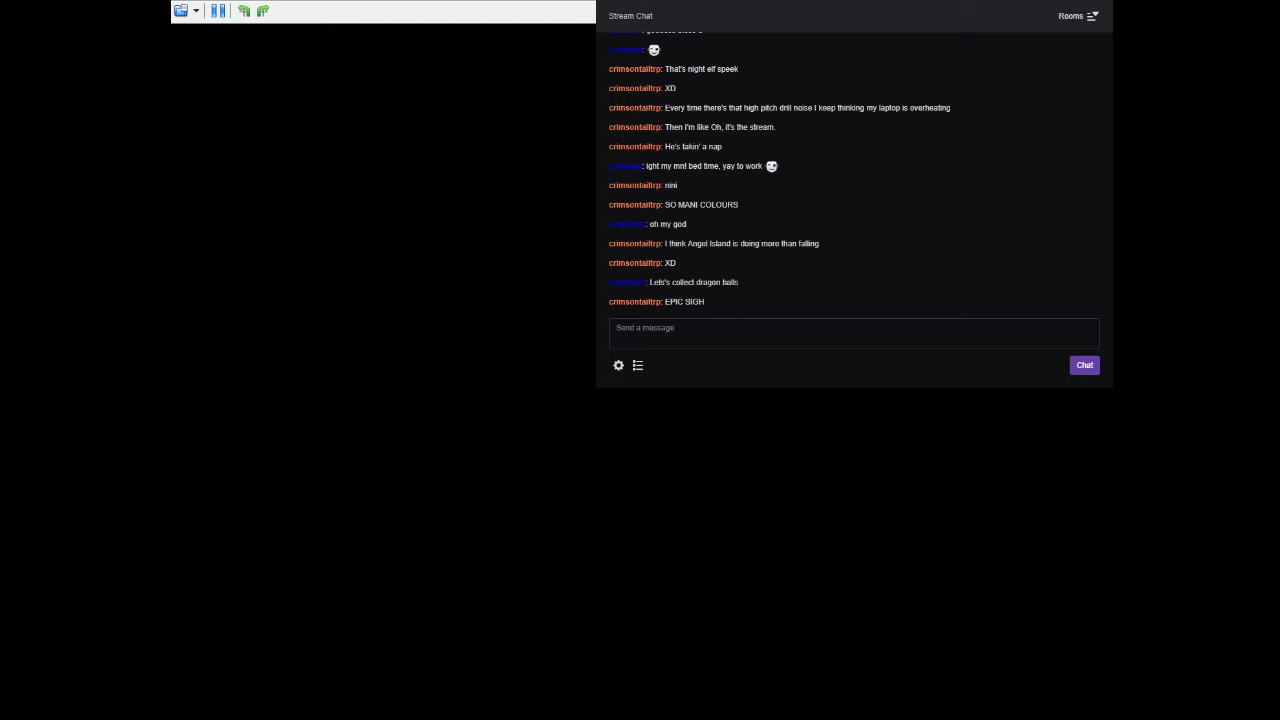 Stream Chat
Rooms
crimsontailtrp: That's night elf speek
crimsontailtrp: XD
crimsontailtrp: Every time there's that high pitch drill noise I keep thinking my laptop is overheating
crimsontailtrp: Then I'm like Oh, it's the stream.
crimsontailtrp: He's takin' a nap
: ight my mn! bed time, yay to work
crimsontailtrp: nini
crimsontailtrp: SO MANI COLOURS
: oh my god
crimsontailtrp: I think Angel Island is doing more than falling
crimsontailtrp: XD
: Lets's collect dragon balls
crimsontailtrp: EPIC SIGH
Send a message
Chat